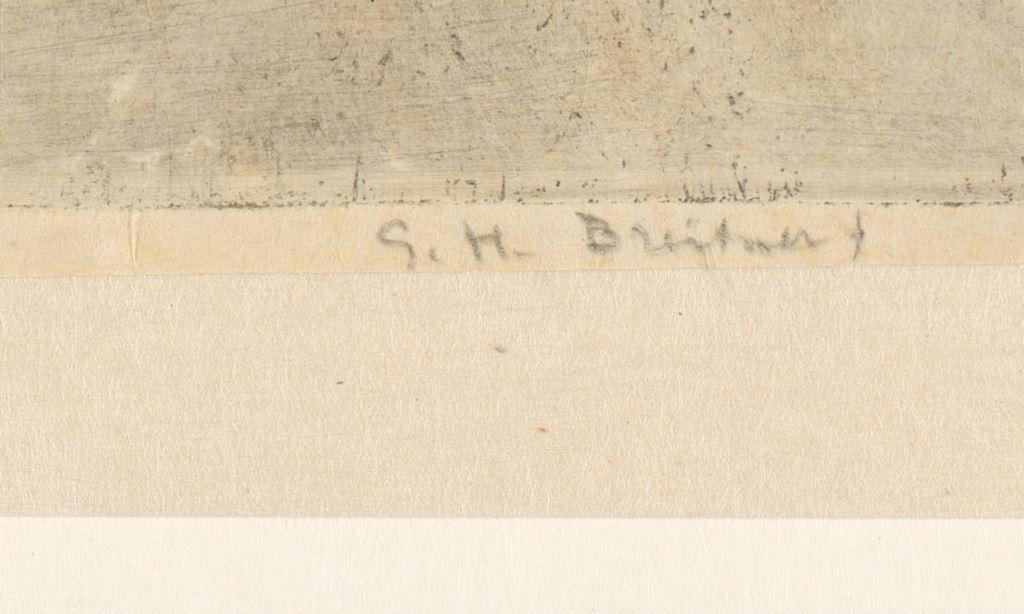 G. H. Breitner f